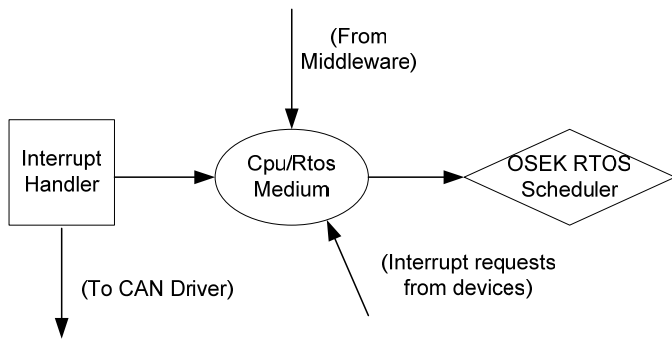 (From
Middleware)
Interrupt
Handler
Cpu/Rtos
Medium
OSEK RTOS
Scheduler
(To CAN Driver)
(Interrupt requests
from devices)